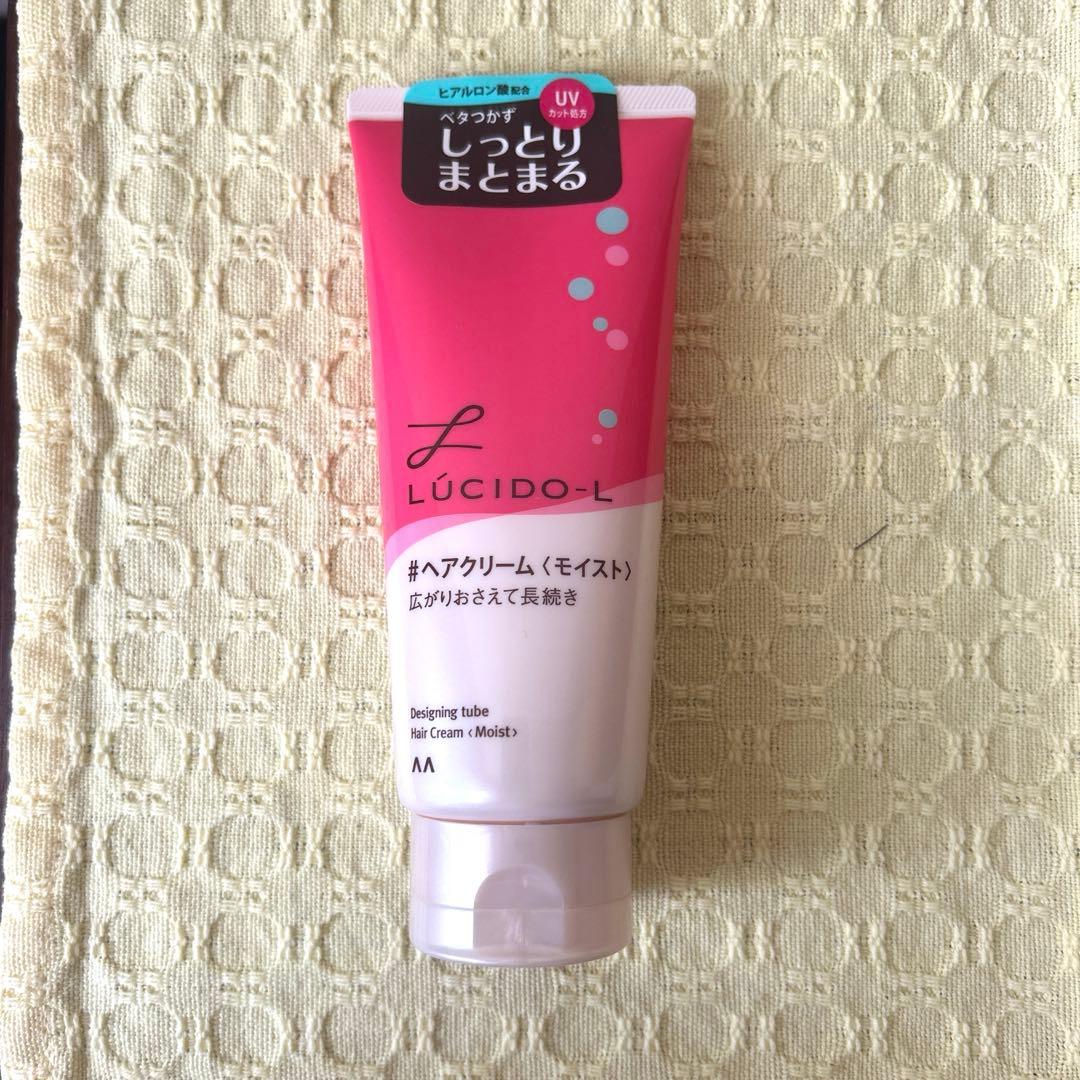 ヒアルロン酸配合
UV
カット処方
ベタつかず
しっとり
まとまる
LÚCIDO-L
#ヘアクリーム〈モイスト〉
広がりおさえて長続き
Designing tube
Hair Cream ‹Moist›